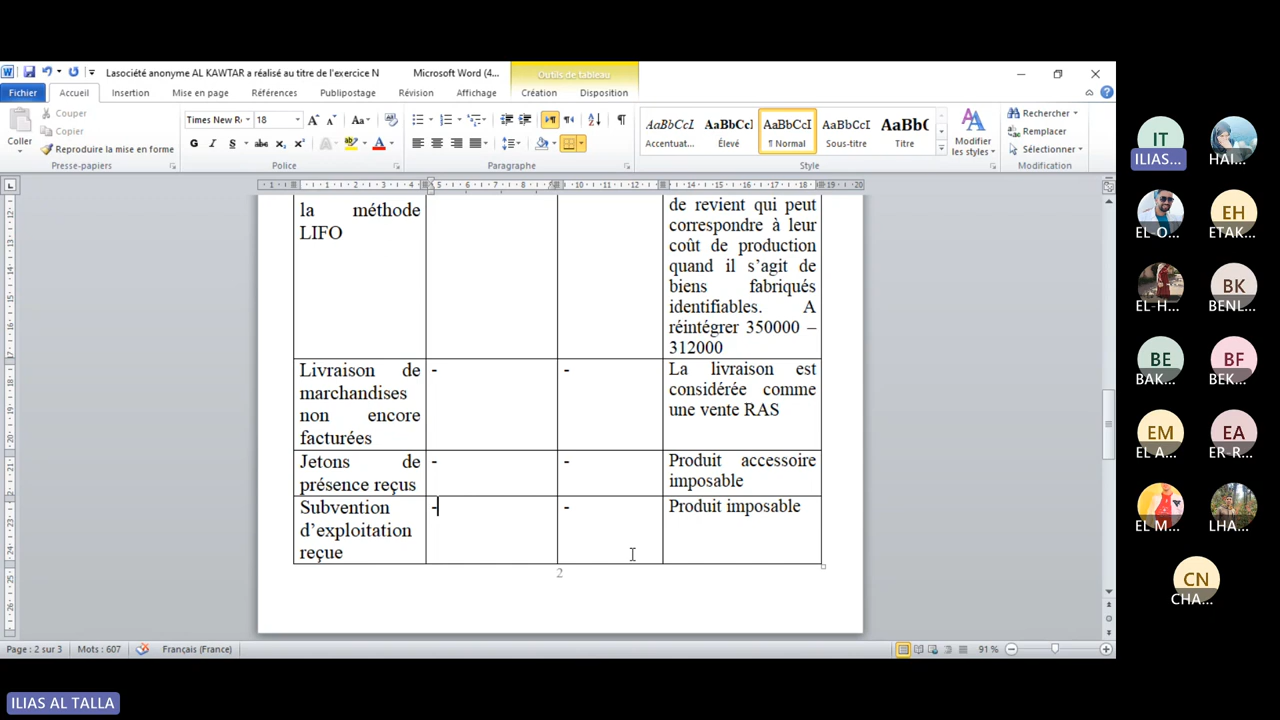 Lasociété anonyme AL KAWTAR a réalisé au titre de l'exercice N
Microsoft Word (4...
Outils de tableau
Fichier
Accueil
Insertion
Mise en page
Références
Publipostage
Révision
Affichage
Création
Disposition
Coller
Couper
Copier
Reproduire la mise en forme
Presse-papiers
Times New R
18
Police
Paragraphe
AaBbCcL
Accentuat...
AaBbCcI
Élevé
AaBbCcI
¶ Normal
AaBbCcI
Sous-titre
AaBb(
Titre
Style
Modifier
les styles
Rechercher
Remplacer
Sélectionner
Modification
la méthode
LIFO
de revient qui peut
correspondre à leur
coût de production
quand il s'agit de
biens fabriqués
identifiables. A
réintégrer 350000 –
312000
Livraison de
marchandises
non encore
facturées
-
-
La livraison est
considérée comme
une vente RAS
Jetons de
présence reçus
-
-
Produit accessoire
imposable
Subvention
d'exploitation
reçue
-
-
Produit imposable
2
Page : 2 sur 3
Mots : 607
Français (France)
91 %
IT
ILIAS...
HAI...
EL-O...
EH
ETAK...
EL-H...
BK
BENL...
BE
BAK...
BF
BEK...
EM
EL A...
EA
ER-R...
EL M...
LHA...
CN
CHA...
ILIAS AL TALLA